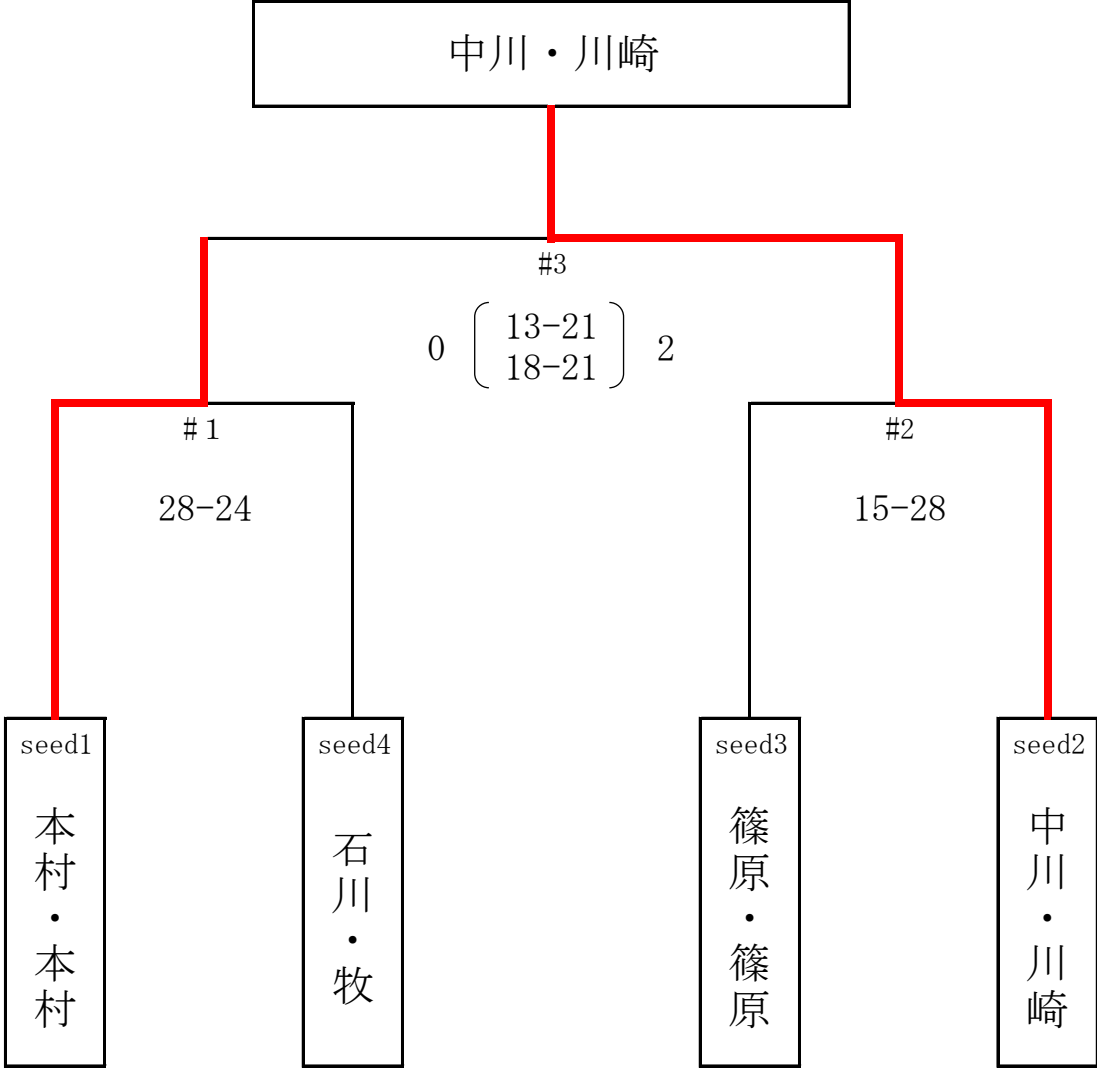 中川・川崎
#3
0 13-21 2
18-21
#１ #2
28-24 15-28
seed1 seed4 seed3 seed2
本村・本村
石川・牧
篠原・篠原
中川・川崎